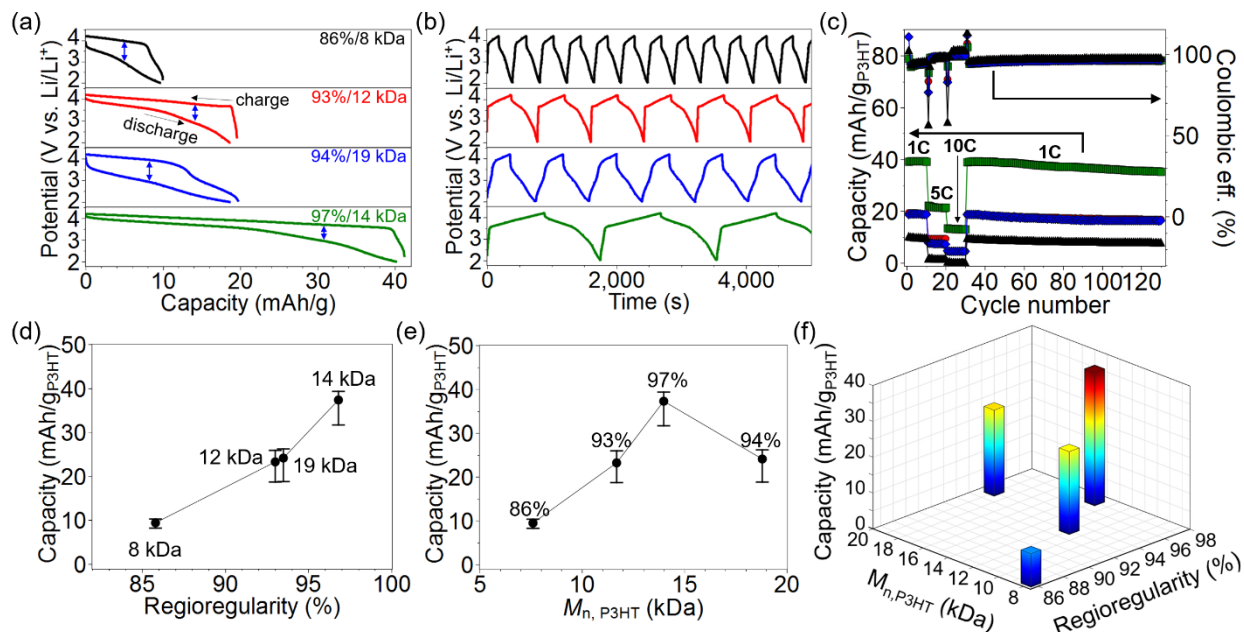 (a)
4
3
2
4
3
2
4
3
2
4
3
2
Potential (V vs. Li/Li⁺)
86%/8 kDa
93%/12 kDa
charge
discharge
94%/19 kDa
97%/14 kDa
0 10 20 30 40
Capacity (mAh/g)
(b)
4
3
2
4
3
2
4
3
2
4
3
2
Potential (V vs. Li/Li⁺)
0 2,000 4,000
Time (s)
(c)
80
60
40
20
0
Capacity (mAh/gP3HT)
1C
5C
10C
1C
100
50
0
Coulombic eff. (%)
0 20 40 60 80 100 120
Cycle number
(d)
50
40
30
20
10
0
Capacity (mAh/gP3HT)
14 kDa
12 kDa
19 kDa
8 kDa
85 90 95 100
Regioregularity (%)
(e)
50
40
30
20
10
0
Capacity (mAh/gP3HT)
97%
93%
94%
86%
5 10 15 20
Mn, P3HT (kDa)
(f)
40
30
20
10
0
Capacity (mAh/gP3HT)
20 18 16 14 12 10 8
Mn,P3HT (kDa)
86 88 90 92 94 96 98
Regioregularity (%)